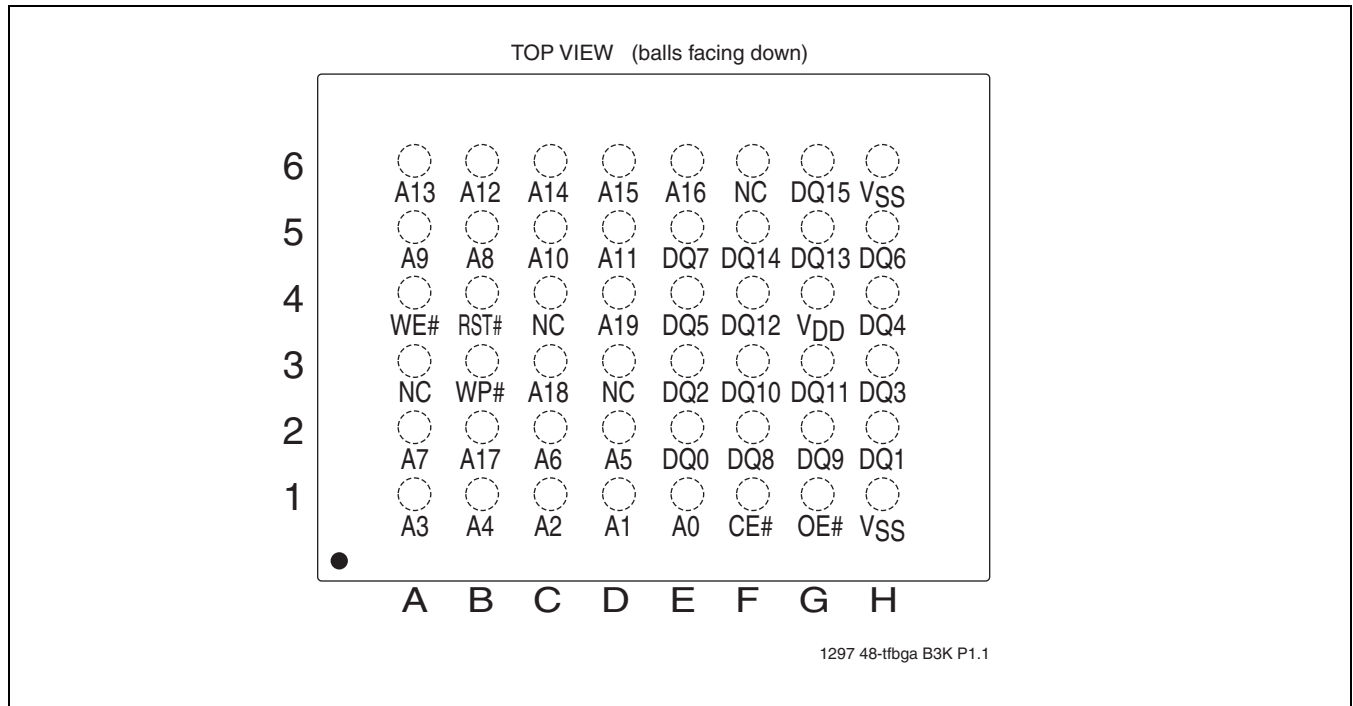 TOP VIEW (balls facing down)
6
A13 A12 A14 A15 A16 NC DQ15 VSS
5
A9 A8 A10 A11 DQ7 DQ14 DQ13 DQ6
4
WE# RST# NC A19 DQ5 DQ12 VDD DQ4
3
NC WP# A18 NC DQ2 DQ10 DQ11 DQ3
2
A7 A17 A6 A5 DQ0 DQ8 DQ9 DQ1
1
A3 A4 A2 A1 A0 CE# OE# VSS
A B C D E F G H
1297 48-tfbga B3K P1.1